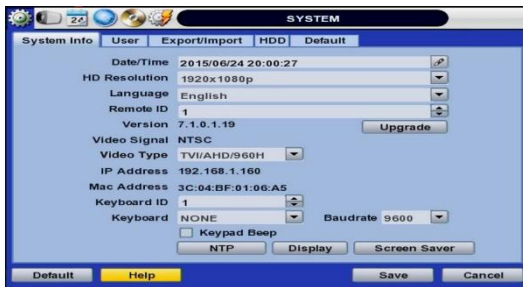 24
SYSTEM
System Info User Export/Import HDD Default
Date/Time 2015/06/24 20:00:27
HD Resolution 1920x1080p
Language English
Remote ID 1
Version 7.1.0.1.19 Upgrade
Video Signal NTSC
Video Type TVI/AHD/960H
IP Address 192.168.1.160
Mac Address 3C:04:BF:01:06:A5
Keyboard ID 1
Keyboard NONE Baudrate 9600
Keypad Beep
NTP Display Screen Saver
Default Help Save Cancel